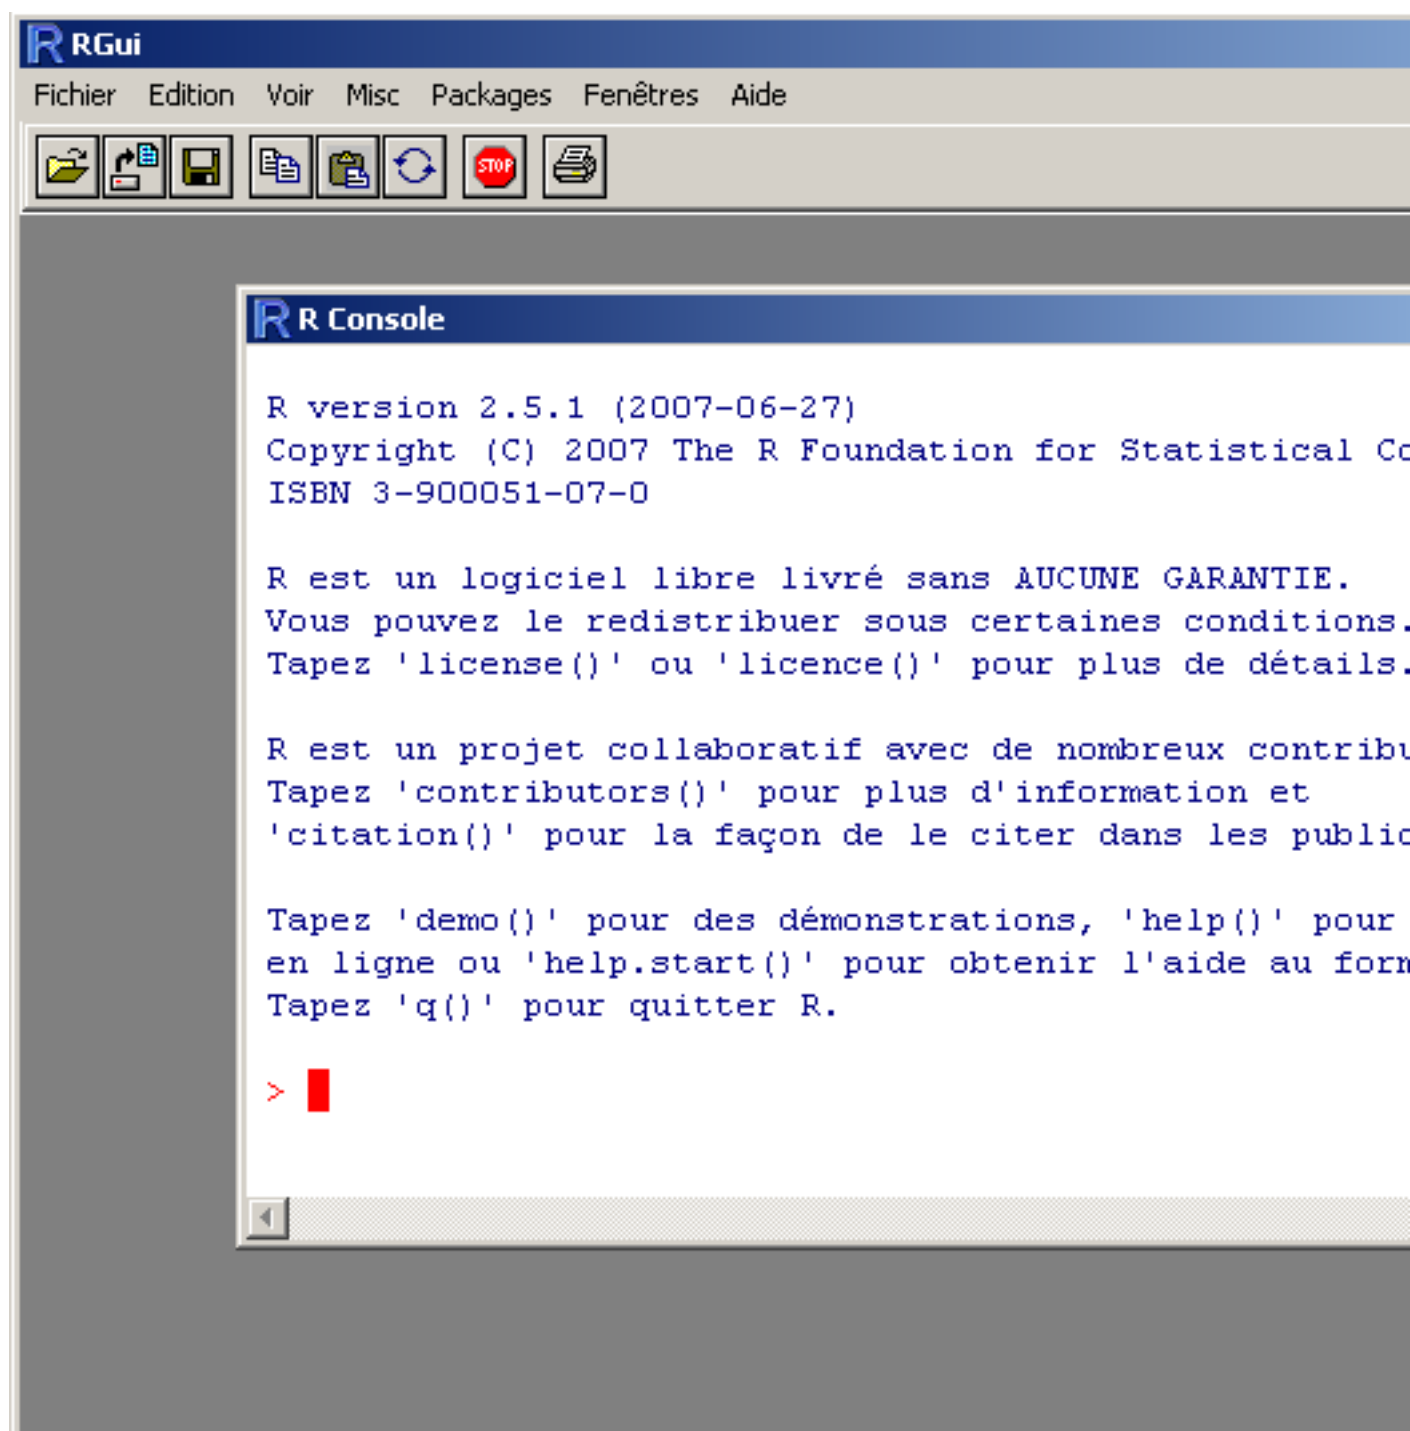 RGui
Fichier Edition Voir Misc Packages Fenêtres Aide
STOP
R Console
R version 2.5.1 (2007-06-27)
Copyright (C) 2007 The R Foundation for Statistical
ISBN 3-900051-07-0
R est un logiciel libre livré sans AUCUNE GARANTIE.
Vous pouvez le redistribuer sous certaines conditions.
Tapez 'license()' ou 'licence()' pour plus de détails.
R est un projet collaboratif avec de nombreux
Tapez 'contributors()' pour plus d'information et
'citation()' pour la façon de le citer dans les
Tapez 'demo()' pour des démonstrations, 'help()' pour
en ligne ou 'help.start()' pour obtenir l'aide au
Tapez 'q()' pour quitter R.
>